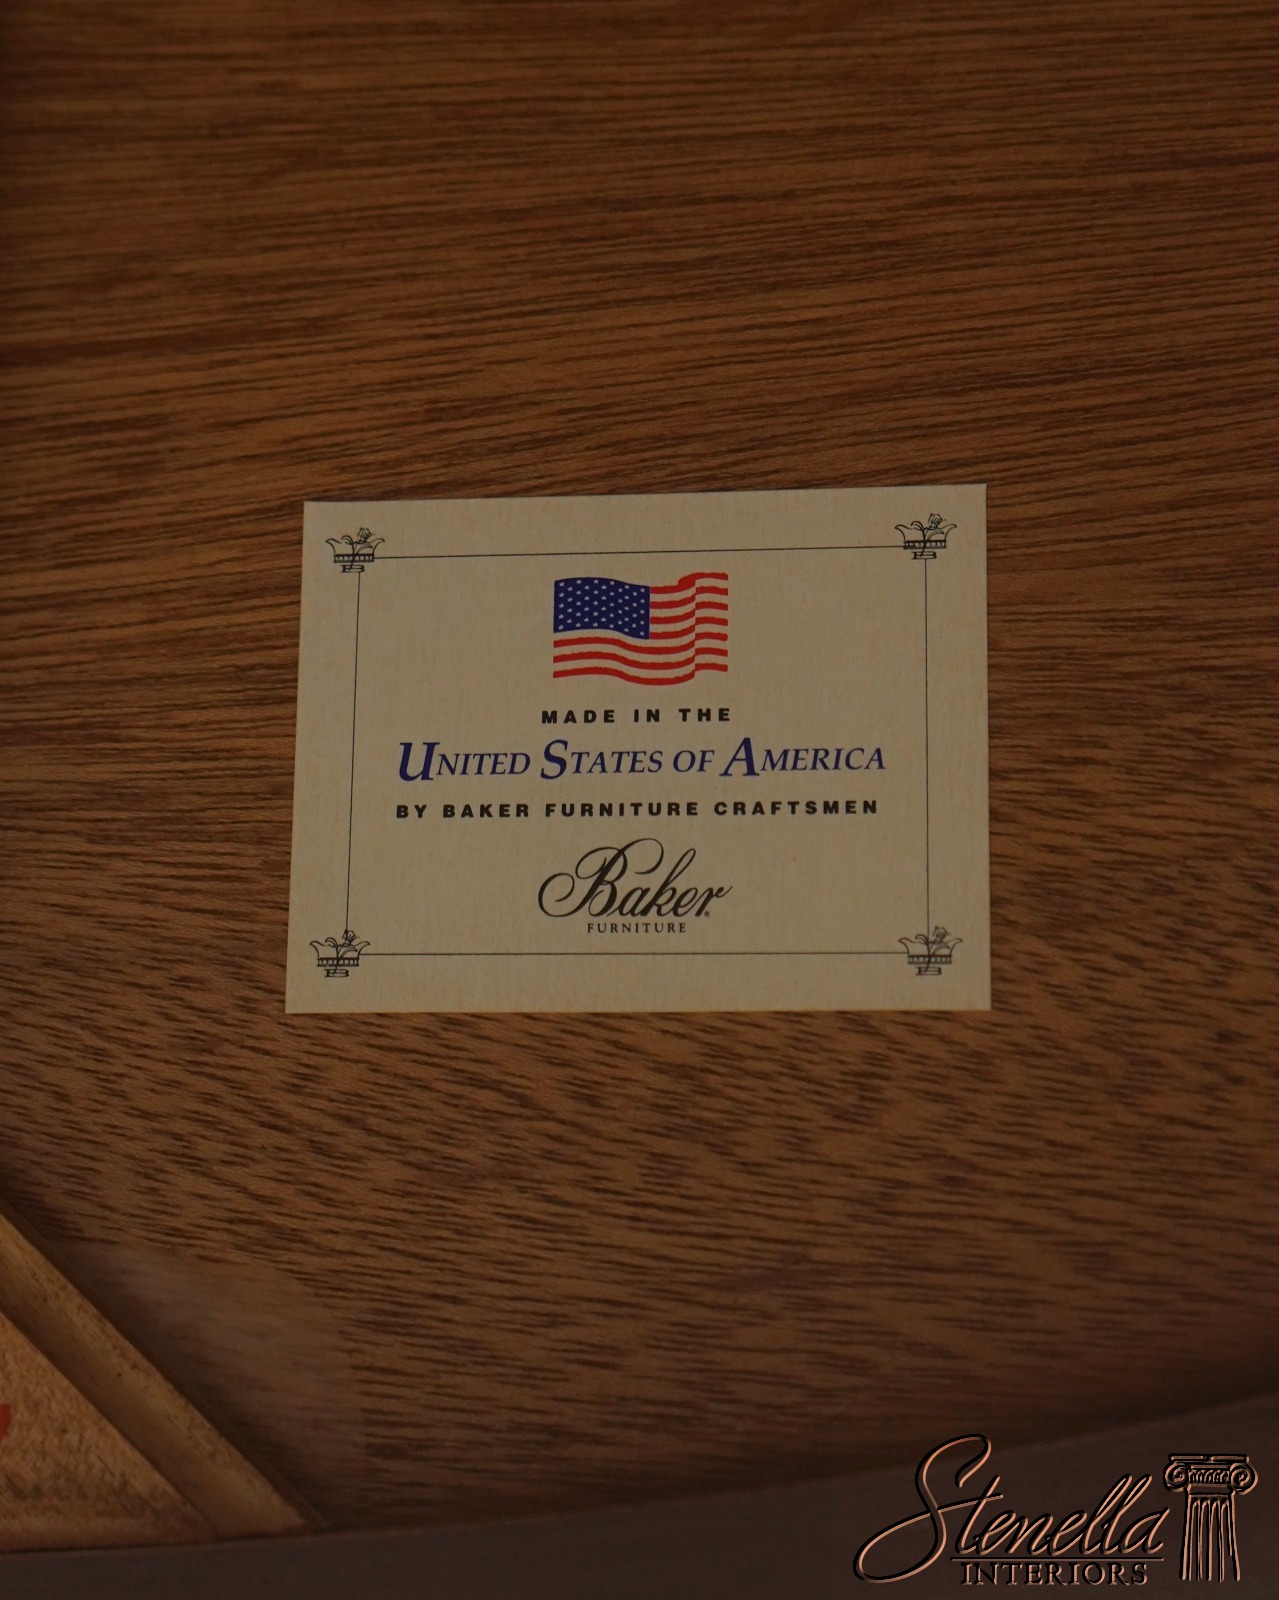 MADE IN THE
UNITED STATES OF AMERICA
BY BAKER FURNITURE CRAFTSMEN
Baker
FURNITURE
Stenella
INTERIORS